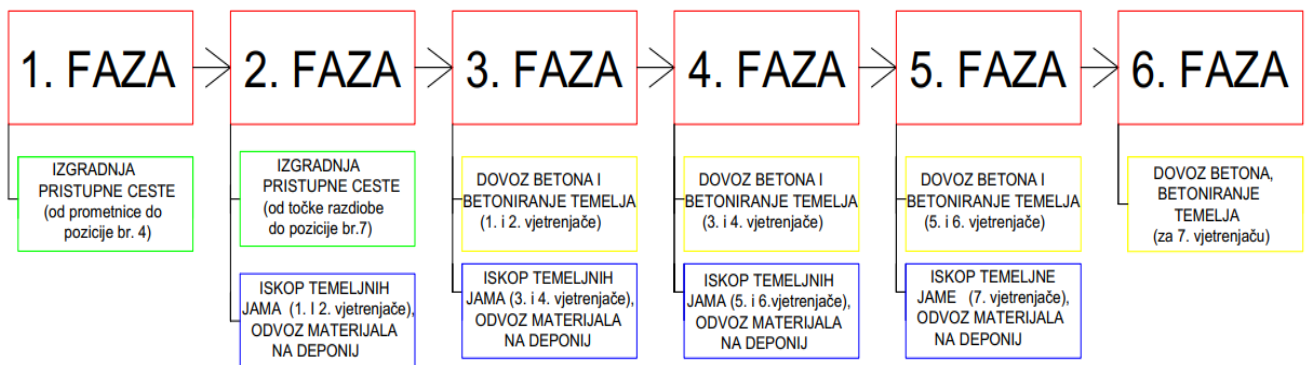 1. FAZA
2. FAZA
3. FAZA
4. FAZA
5. FAZA
6. FAZA
IZGRADNJA
PRISTUPNE CESTE
(od prometnice do
pozicije br. 4)
IZGRADNJA
PRISTUPNE CESTE
(od točke razdiobe
do pozicije br.7)
ISKOP TEMELJNIH
JAMA (1. I 2. vjetrenjače),
ODVOZ MATERIJALA
NA DEPONIJ
DOVOZ BETONA I
BETONIRANJE TEMELJA
(1. i 2. vjetrenjače)
ISKOP TEMELJNIH
JAMA (3. i 4. vjetrenjače),
ODVOZ MATERIJALA
NA DEPONIJ
DOVOZ BETONA I
BETONIRANJE TEMELJA
(3. i 4. vjetrenjače)
ISKOP TEMELJNIH
JAMA (5. i 6.vjetrenjače),
ODVOZ MATERIJALA
NA DEPONIJ
DOVOZ BETONA I
BETONIRANJE TEMELJA
(5. i 6. vjetrenjače)
ISKOP TEMELJNE
JAME (7. vjetrenjače),
ODVOZ MATERIJALA
NA DEPONIJ
DOVOZ BETONA,
BETONIRANJE
TEMELJA
(za 7. vjetrenjaču)